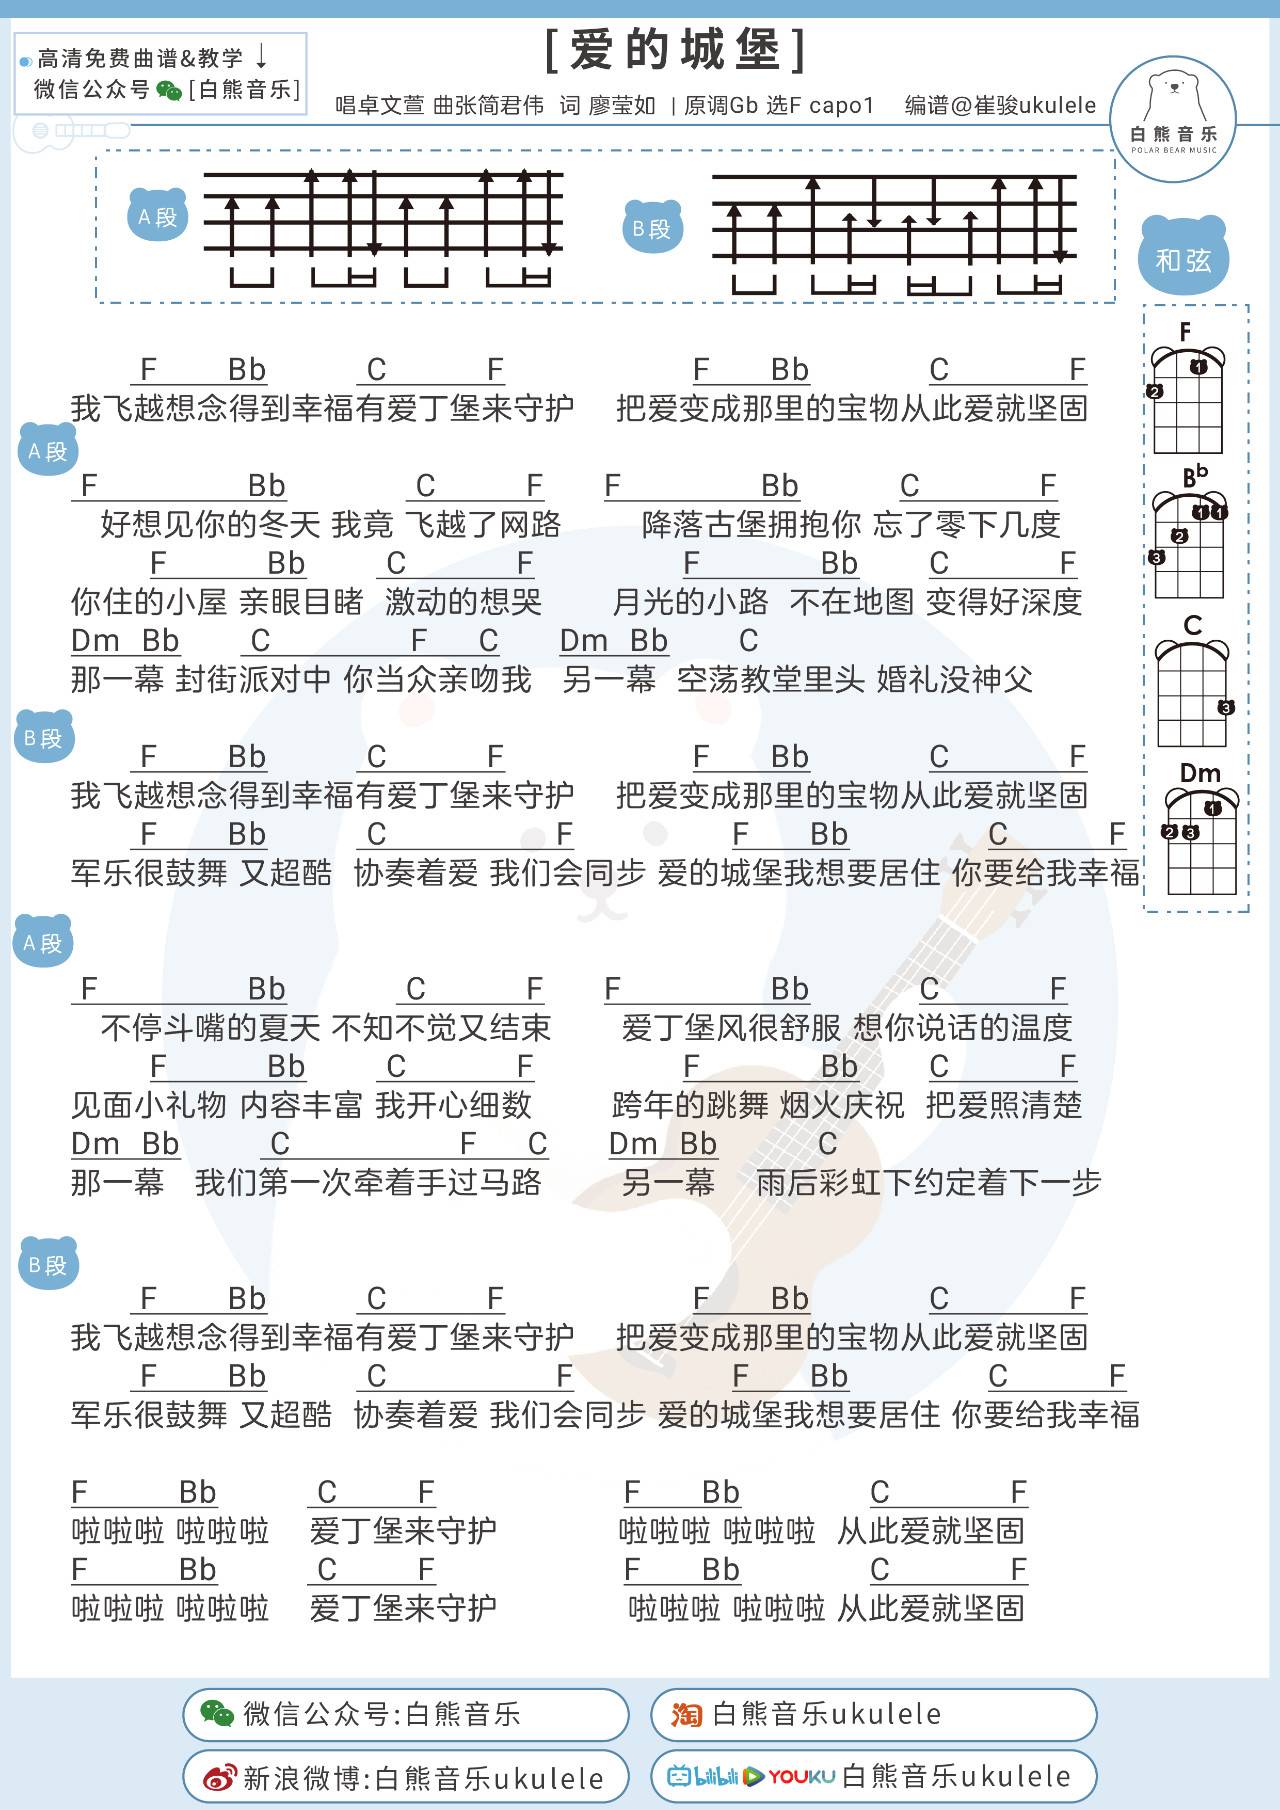 高清免费曲谱&教学↓
微信公众号 [白熊音乐]
[爱的城堡]
唱卓文萱 曲张简君伟 词 廖莹如 | 原调Gb 选F capo1 编谱@崔骏ukulele
白熊音乐
POLAR BEAR MUSIC
A段
B段
和弦
F
2 1
Bb
1 1 2 3
C
3
Dm
1 2 3
F Bb C F F Bb C F
我飞越想念得到幸福有爱丁堡来守护 把爱变成那里的宝物从此爱就坚固
A段
F Bb C F F Bb C F
好想见你的冬天 我竟 飞越了网路 降落古堡拥抱你 忘了零下几度
F Bb C F F Bb C F
你住的小屋 亲眼目睹 激动的想哭 月光的小路 不在地图 变得好深度
Dm Bb C F C Dm Bb C
那一幕 封街派对中 你当众亲吻我 另一幕 空荡教堂里头 婚礼没神父
B段
F Bb C F F Bb C F
我飞越想念得到幸福有爱丁堡来守护 把爱变成那里的宝物从此爱就坚固
F Bb C F F Bb C F
军乐很鼓舞 又超酷 协奏着爱 我们会同步 爱的城堡我想要居住 你要给我幸福
A段
F Bb C F F Bb C F
不停斗嘴的夏天 不知不觉又结束 爱丁堡风很舒服 想你说话的温度
F Bb C F F Bb C F
见面小礼物 内容丰富 我开心细数 跨年的跳舞 烟火庆祝 把爱照清楚
Dm Bb C F C Dm Bb C
那一幕 我们第一次牵着手过马路 另一幕 雨后彩虹下约定着下一步
B段
F Bb C F F Bb C F
我飞越想念得到幸福有爱丁堡来守护 把爱变成那里的宝物从此爱就坚固
F Bb C F F Bb C F
军乐很鼓舞 又超酷 协奏着爱 我们会同步 爱的城堡我想要居住 你要给我幸福
F Bb C F F Bb C F
啦啦啦 啦啦啦 爱丁堡来守护 啦啦啦 啦啦啦 从此爱就坚固
F Bb C F F Bb C F
啦啦啦 啦啦啦 爱丁堡来守护 啦啦啦 啦啦啦 从此爱就坚固
微信公众号:白熊音乐
淘 白熊音乐ukulele
新浪微博:白熊音乐ukulele
bilibili YOUKU 白熊音乐ukulele